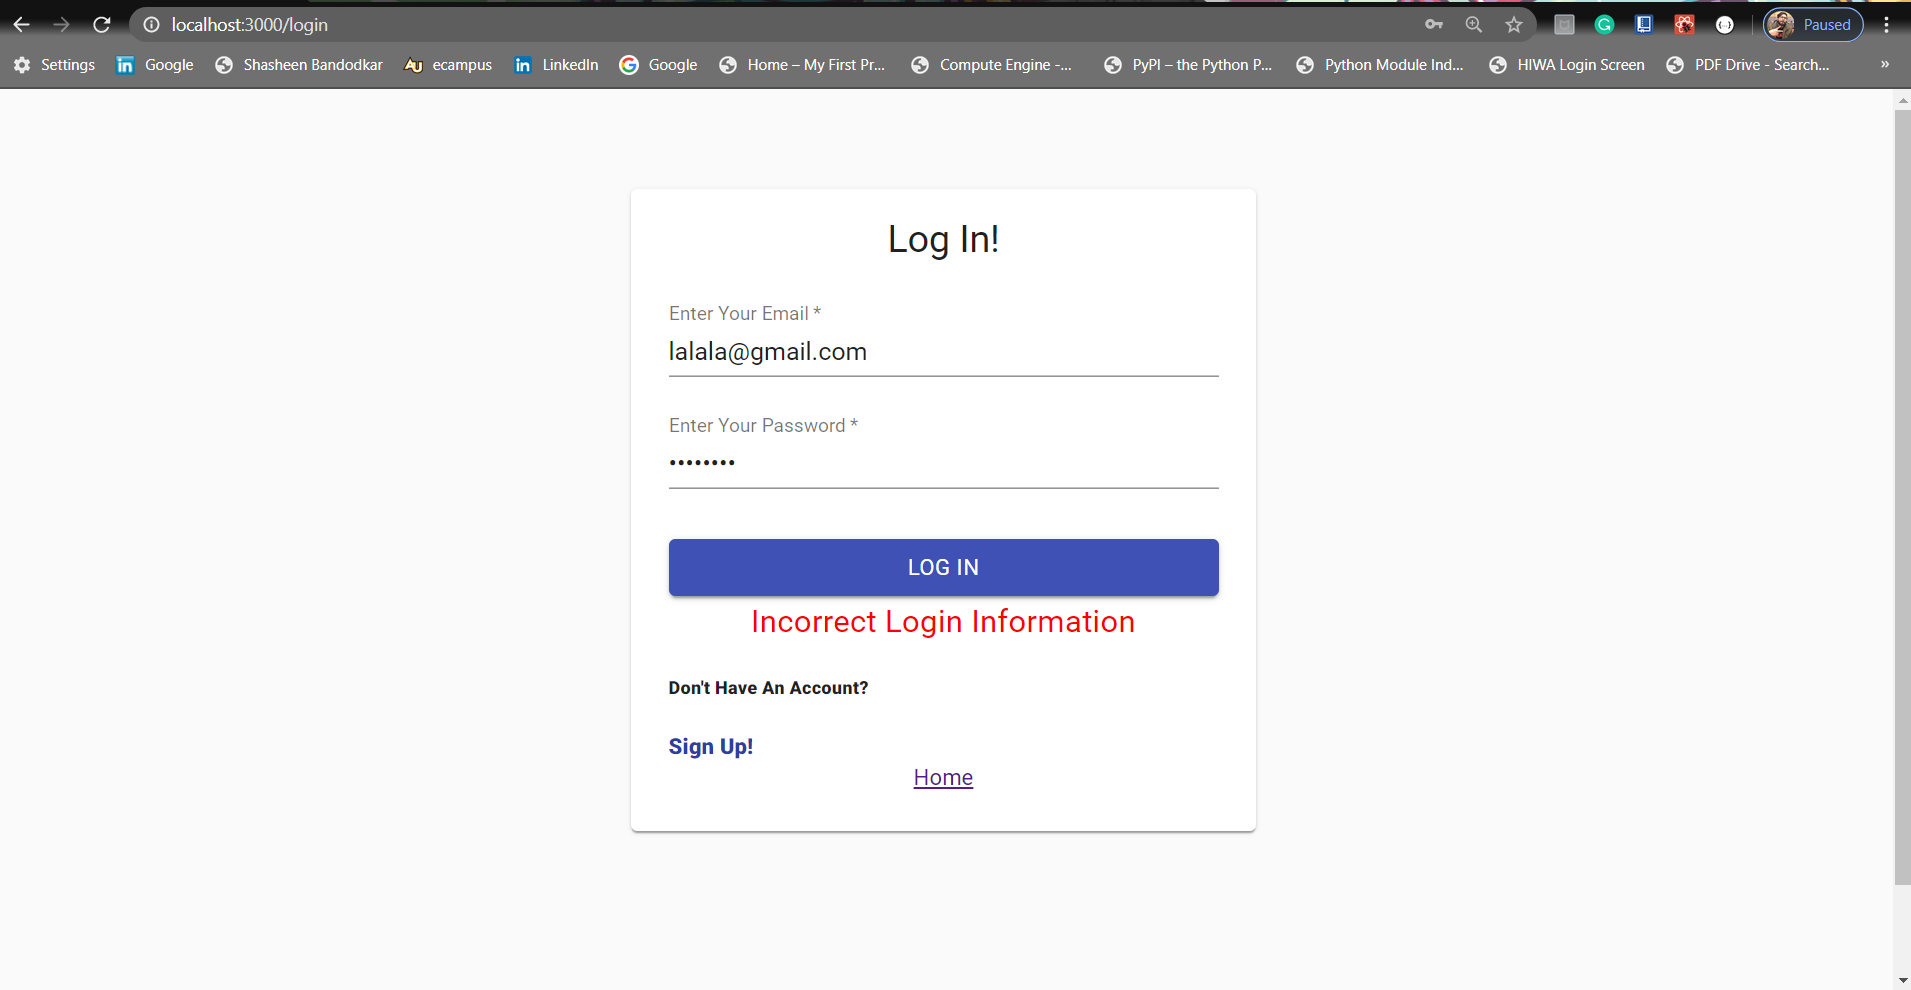 localhost:3000/login
Paused
Settings Google Shasheen Bandodkar ecampus LinkedIn Google Home – My First Pr... Compute Engine -... PyPI – the Python P... Python Module Ind... HIWA Login Screen PDF Drive - Search... »
Log In!
Enter Your Email *
lalala@gmail.com
Enter Your Password *
••••••••
LOG IN
Incorrect Login Information
Don't Have An Account?
Sign Up!
Home